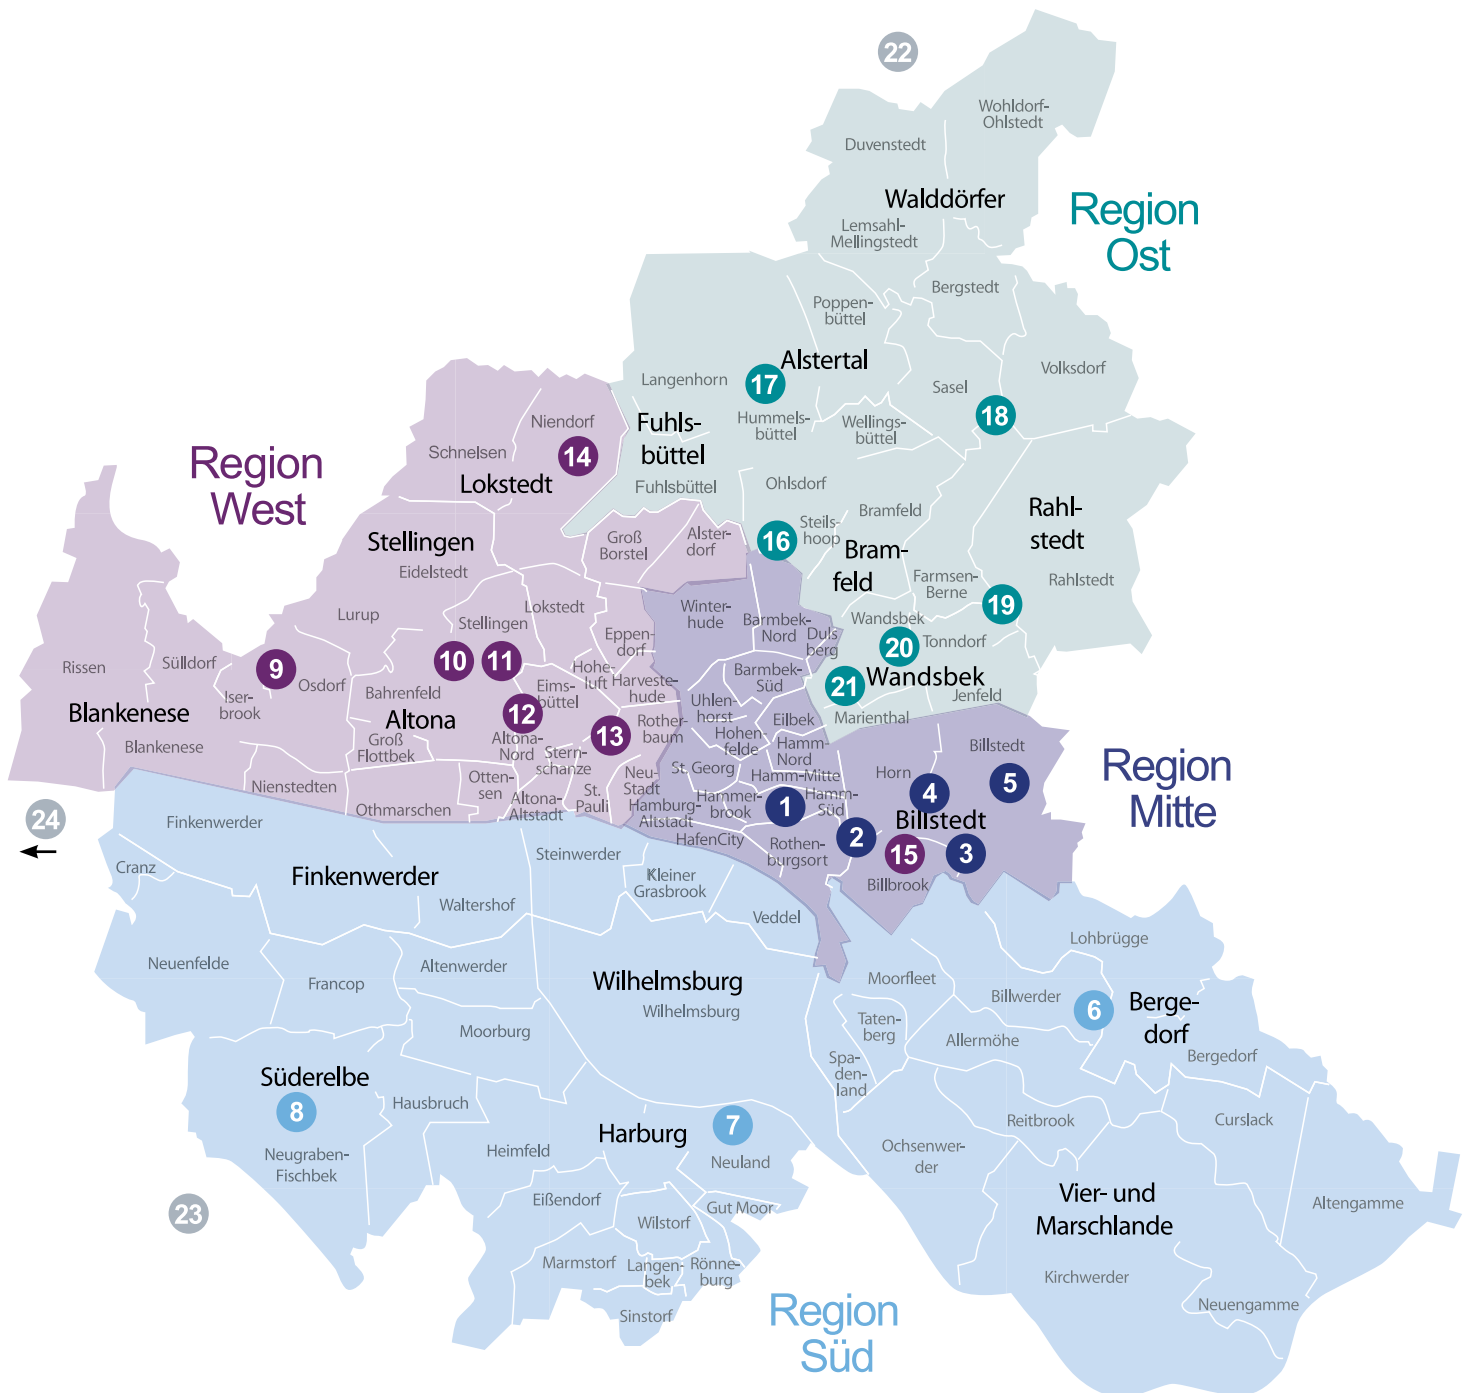 22
Wohldorf-
Ohlstedt
Duvenstedt
Walddörfer
Region
Ost
Lemsahl-
Mellingstedt
Bergstedt
Poppen-
büttel
Alstertal
Volksdorf
Langenhorn
17
Sasel
18
Hummels-
büttel
Wellings-
büttel
Fuhls-
büttel
Fuhlsbüttel
Niendorf
Schnelsen
14
Lokstedt
Region
West
Ohlsdorf
Bramfeld
Rahl-
stedt
Steils-
hoop
16
Bram-
feld
Groß
Borstel
Alster-
dorf
Stellingen
Eidelstedt
Farmsen-
Berne
Rahlstedt
19
Lurup
Lokstedt
Stellingen
Winter-
hude
Barmbek-
Nord
Duls
berg
Wandsbek
20
Tonndorf
Eppen-
dorf
Rissen
Sülldorf
9
Iser-
brook
Osdorf
10
11
Bahrenfeld
Hohe-
luft
Eims-
büttel
Harveste-
hude
Barmbek-
Süd
21
Wandsbek
Jenfeld
Marienthal
Blankenese
Blankenese
Altona
12
13
Rother-
baum
Uhlen-
horst
Eilbek
Hohen-
felde
Hamm-
Nord
Billstedt
Region
Mitte
Groß
Flottbek
Altona-
Nord
Stern-
schanze
Neu-
Stadt
St. Georg
Hamm-Mitte
Horn
4
5
Nienstedten
Otten-
sen
Othmarschen
Altona-
Altstadt
St.
Pauli
Hamburg-
Altstadt
Hammer-
brook
1
Hamm-
Süd
Billstedt
24
Finkenwerder
HafenCity
Rothen-
burgsort
2
15
3
Billbrook
Cranz
Finkenwerder
Steinwerder
Kleiner
Grasbrook
Waltershof
Veddel
Lohbrügge
Neuenfelde
Francop
Altenwerder
Wilhelmsburg
Wilhelmsburg
Moorfleet
Billwerder
6
Berge-
dorf
Bergedorf
Moorburg
Taten-
berg
Allermöhe
Spa-
den-
land
Süderelbe
8
Hausbruch
Reitbrook
Curslack
Harburg
7
Neuland
Heimfeld
Neugraben-
Fischbek
Ochsenwer-
der
23
Eißendorf
Gut Moor
Wilstorf
Vier- und
Marschlande
Altengamme
Marmstorf
Langen-
bek
Rönne-
burg
Kirchwerder
Neuengamme
Sinstorf
Region
Süd